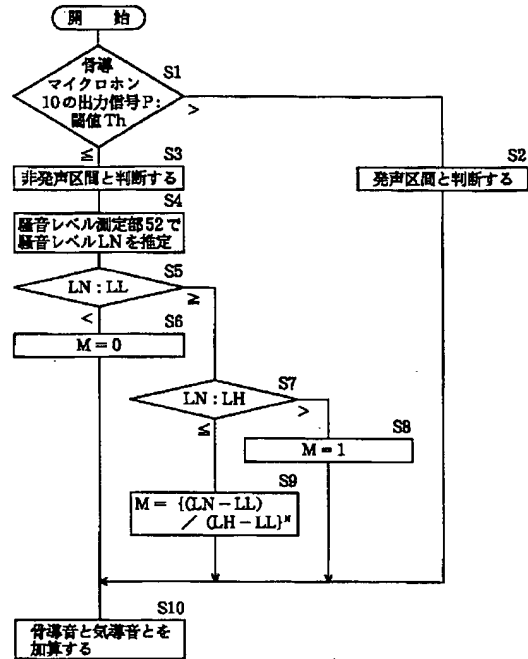 開 始
S1
骨導
マイクロホン
10の出力信号P:
閾値Th
>
≦
S3
非発声区間と判断する
S2
発声区間と判断する
S4
騒音レベル測定部52で
騒音レベルLNを推定
S5
LN:LL
<
≧
S6
M=0
S7
LN:LH
>
≦
S8
M=1
S9
M= {(LN-LL)
/ (LH-LL)}ᴺ
S10
骨導音と気導音とを
加算する